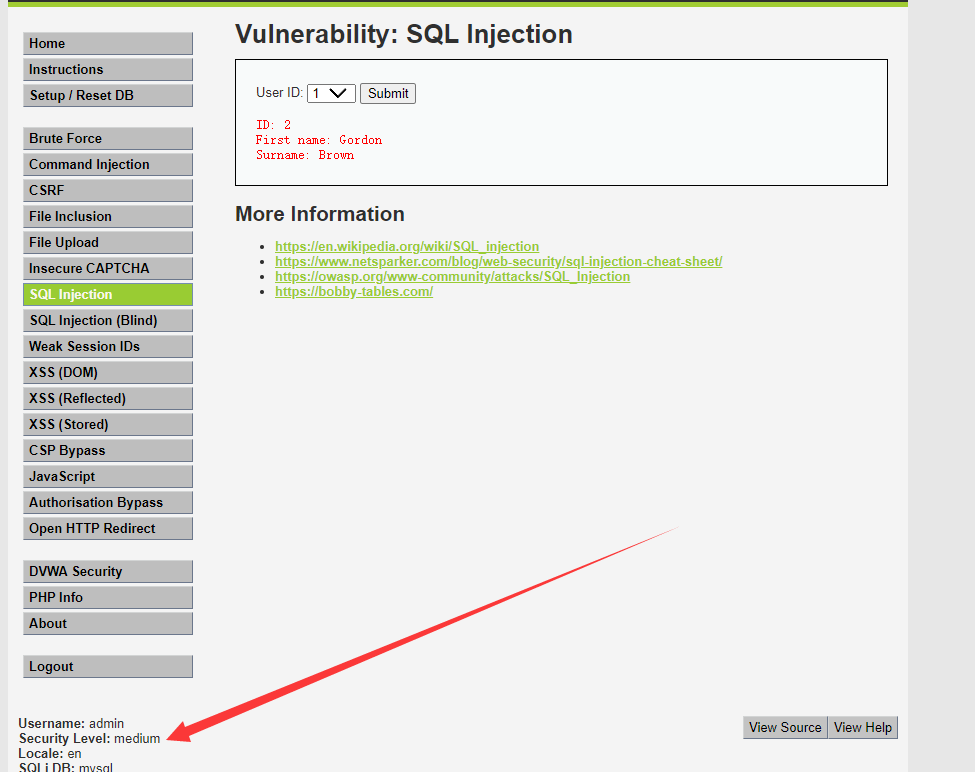 Home
Instructions
Setup / Reset DB
Brute Force
Command Injection
CSRF
File Inclusion
File Upload
Insecure CAPTCHA
SQL Injection
SQL Injection (Blind)
Weak Session IDs
XSS (DOM)
XSS (Reflected)
XSS (Stored)
CSP Bypass
JavaScript
Authorisation Bypass
Open HTTP Redirect
DVWA Security
PHP Info
About
Logout
Vulnerability: SQL Injection
User ID: 1 Submit
ID: 2
First name: Gordon
Surname: Brown
More Information
https://en.wikipedia.org/wiki/SQL_injection
https://www.netsparker.com/blog/web-security/sql-injection-cheat-sheet/
https://owasp.org/www-community/attacks/SQL_Injection
https://bobby-tables.com/
Username: admin
Security Level: medium
Locale: en
SQLi DB: mysql
View Source View Help